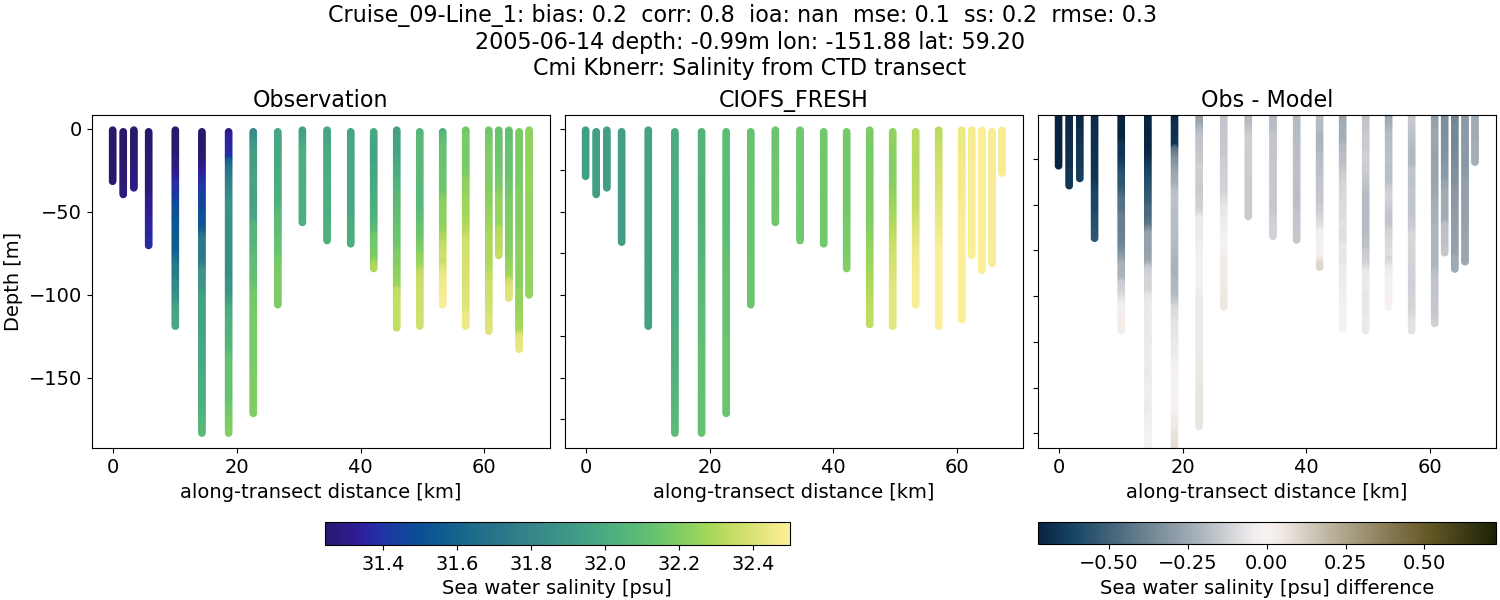 Cruise_09-Line_1: bias: 0.2  corr: 0.8  ioa: nan  mse: 0.1  ss: 0.2  rmse: 0.3
2005-06-14 depth: -0.99m lon: -151.88 lat: 59.20
Cmi Kbnerr: Salinity from CTD transect
Observation
CIOFS_FRESH
Obs - Model
Depth [m]
0
−50
−100
−150
0 20 40 60
along-transect distance [km]
0 20 40 60
along-transect distance [km]
0 20 40 60
along-transect distance [km]
31.4 31.6 31.8 32.0 32.2 32.4
Sea water salinity [psu]
−0.50 −0.25 0.00 0.25 0.50
Sea water salinity [psu] difference